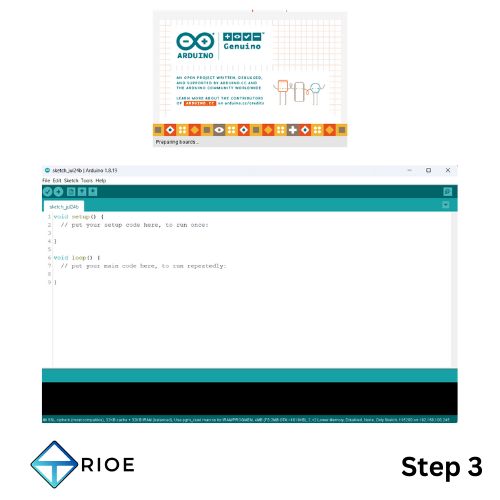 ARDUINO
Genuino
AN OPEN PROJECT WRITTEN, DEBUGGED,
AND SUPPORTED BY ARDUINO.CC AND
THE ARDUINO COMMUNITY WORLDWIDE
LEARN MORE ABOUT THE CONTRIBUTORS
OF ARDUINO.CC on arduino.cc/credits
Preparing boards...
sketch_jul24b | Arduino 1.8.19
File Edit Sketch Tools Help
sketch_jul24b
1 void setup() {
2 // put your setup code here, to run once:
3
4 }
5
6 void loop() {
7 // put your main code here, to run repeatedly:
8
9 }
RIOE
Step 3